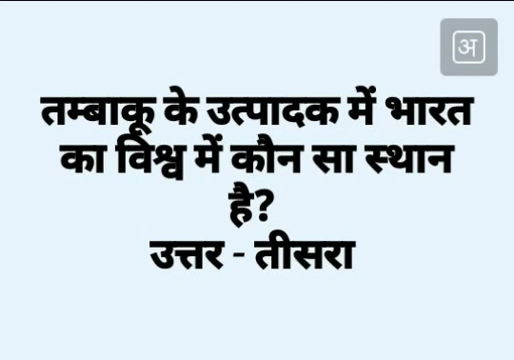 अ
तम्बाकू के उत्पादक में भारत
का विश्व में कौन सा स्थान
है?
उत्तर - तीसरा